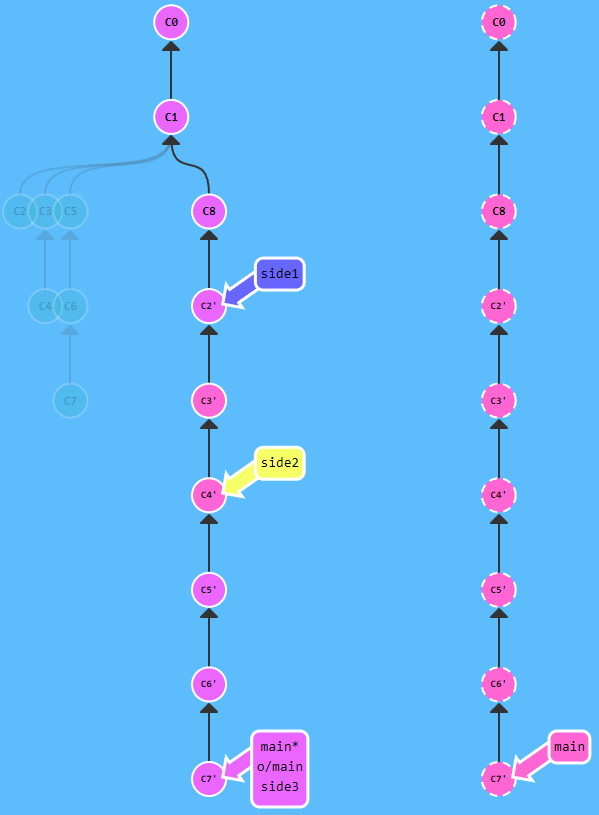 C0
C0
C1
C1
C2 C3 C5
C8
C8
side1
C4 C6
C2'
C2'
C7
C3'
C3'
side2
C4'
C4'
C5'
C5'
C6'
C6'
main*
o/main
side3
main
C7'
C7'